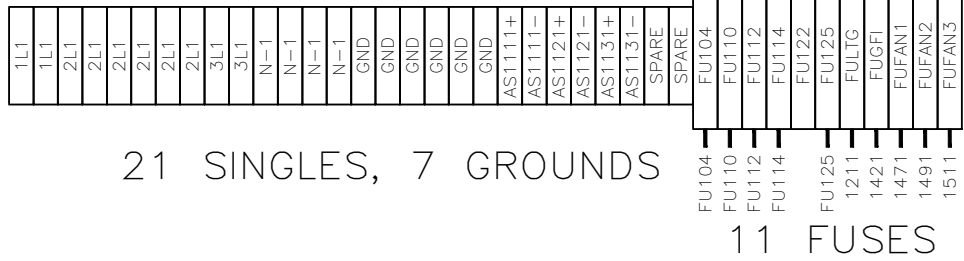 1L1
1L1
2L1
2L1
2L1
2L1
2L1
2L1
3L1
3L1
N-1
N-1
N-1
N-1
GND
GND
GND
GND
GND
GND
AS1111+
AS1111-
AS1121+
AS1121-
AS1131+
AS1131-
SPARE
SPARE
FU104
FU110
FU112
FU114
FU122
FU125
FULTG
FUGFI
FUFAN1
FUFAN2
FUFAN3
21 SINGLES, 7 GROUNDS
FU104
FU110
FU112
FU114
FU125
1211
1421
1471
1491
1511
11 FUSES